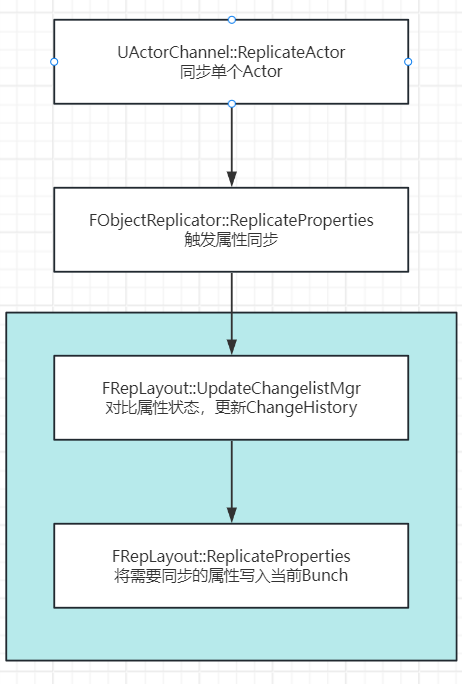 UActorChannel::ReplicateActor
同步单个Actor
FObjectReplicator::ReplicateProperties
触发属性同步
FRepLayout::UpdateChangelistMgr
对比属性状态，更新ChangeHistory
FRepLayout::ReplicateProperties
将需要同步的属性写入当前Bunch